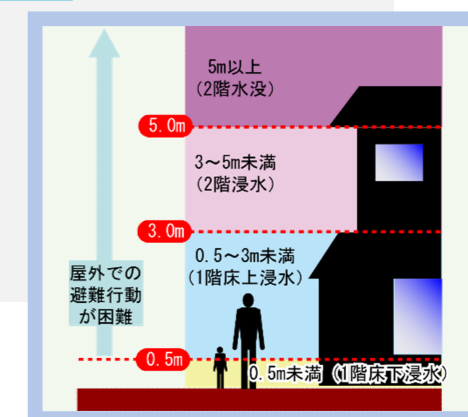 5m以上
(2階水没)
5.0m
3～5m未満
(2階浸水)
3.0m
0.5～3m未満
(1階床上浸水)
屋外での
避難行動
が困難
0.5m
0.5m未満 (1階床下浸水)